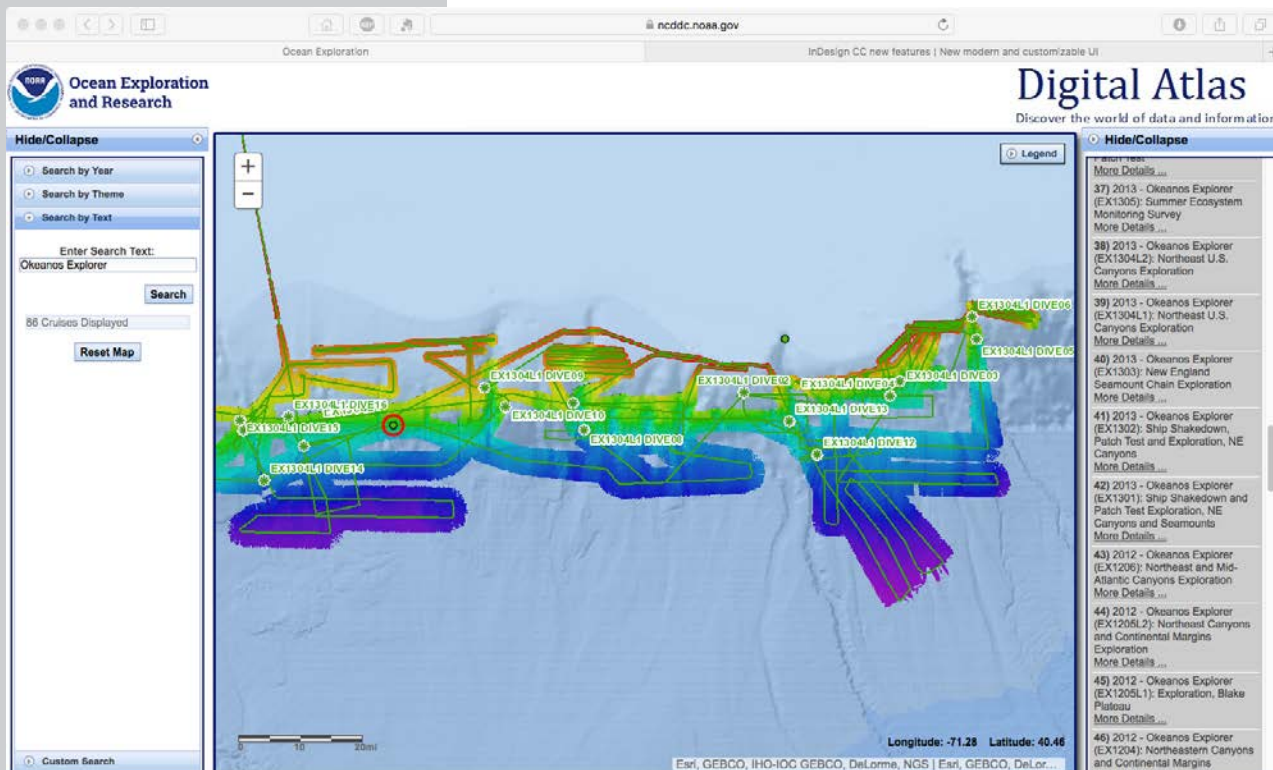 ncddc.noaa.gov
Ocean Exploration
InDesign CC new features | New modern and customizable UI
NOAA
Ocean Exploration
and Research
Digital Atlas
Discover the world of data and information
Hide/Collapse
Search by Year
Search by Theme
Search by Text
Enter Search Text:
Okeanos Explorer
Search
86 Cruises Displayed
Reset Map
Custom Search
+
−
Legend
EX1304L1 DIVE06
EX1304L1 DIVE05
EX1304L1 DIVE09
EX1304L1 DIVE02
EX1304L1 DIVE04
EX1304L1 DIVE03
EX1304L1 DIVE16
EX1304L1 DIVE10
EX1304L1 DIVE13
EX1304L1 DIVE15
EX1304L1 DIVE08
EX1304L1 DIVE12
EX1304L1 DIVE14
0 10 20mi
Longitude: -71.28 Latitude: 40.46
Esri, GEBCO, IHO-IOC GEBCO, DeLorme, NGS | Esri, GEBCO, DeLor...
Hide/Collapse
Patch Test
More Details ...
37) 2013 - Okeanos Explorer
(EX1305): Summer Ecosystem
Monitoring Survey
More Details ...
38) 2013 - Okeanos Explorer
(EX1304L2): Northeast U.S.
Canyons Exploration
More Details ...
39) 2013 - Okeanos Explorer
(EX1304L1): Northeast U.S.
Canyons Exploration
More Details ...
40) 2013 - Okeanos Explorer
(EX1303): New England
Seamount Chain Exploration
More Details ...
41) 2013 - Okeanos Explorer
(EX1302): Ship Shakedown,
Patch Test and Exploration, NE
Canyons
More Details ...
42) 2013 - Okeanos Explorer
(EX1301): Ship Shakedown and
Patch Test Exploration, NE
Canyons and Seamounts
More Details ...
43) 2012 - Okeanos Explorer
(EX1206): Northeast and Mid-
Atlantic Canyons Exploration
More Details ...
44) 2012 - Okeanos Explorer
(EX1205L2): Northeast Canyons
and Continental Margins
Exploration
More Details ...
45) 2012 - Okeanos Explorer
(EX1205L1): Exploration, Blake
Plateau
More Details ...
46) 2012 - Okeanos Explorer
(EX1204): Northeastern Canyons
and Continental Margins